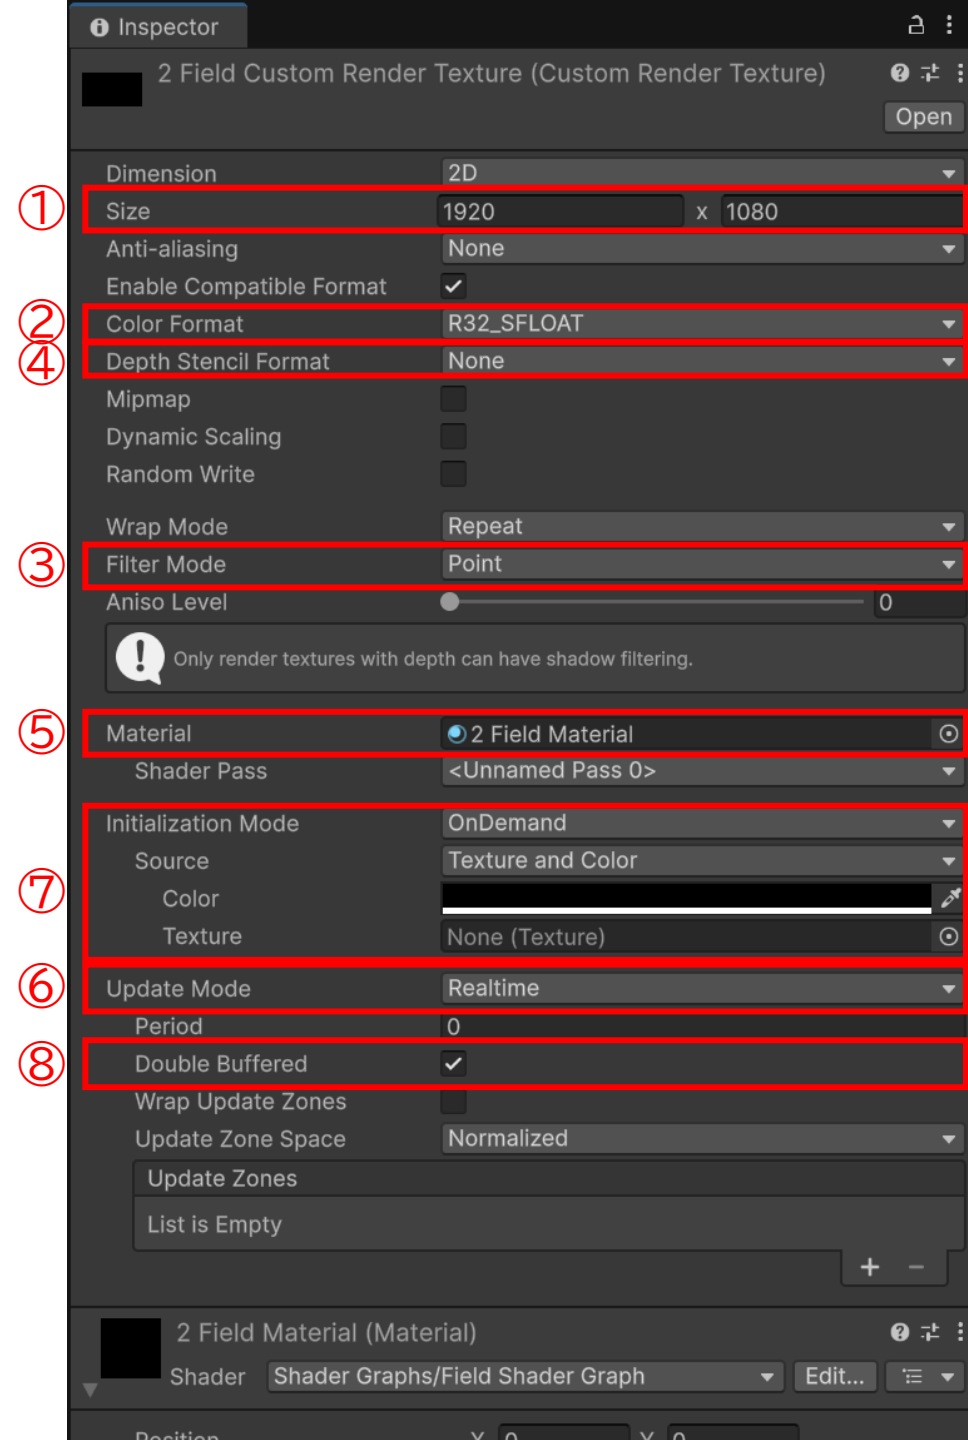 Inspector
2 Field Custom Render Texture (Custom Render Texture)
Open
Dimension 2D
① Size 1920 x 1080
Anti-aliasing None
Enable Compatible Format
② Color Format R32_SFLOAT
④ Depth Stencil Format None
Mipmap
Dynamic Scaling
Random Write
Wrap Mode Repeat
③ Filter Mode Point
Aniso Level 0
Only render textures with depth can have shadow filtering.
⑤ Material 2 Field Material
Shader Pass <Unnamed Pass 0>
Initialization Mode OnDemand
Source Texture and Color
⑦ Color
Texture None (Texture)
⑥ Update Mode Realtime
Period 0
⑧ Double Buffered
Wrap Update Zones
Update Zone Space Normalized
Update Zones
List is Empty
+ −
2 Field Material (Material)
Shader Shader Graphs/Field Shader Graph Edit...
Position X 0 Y 0